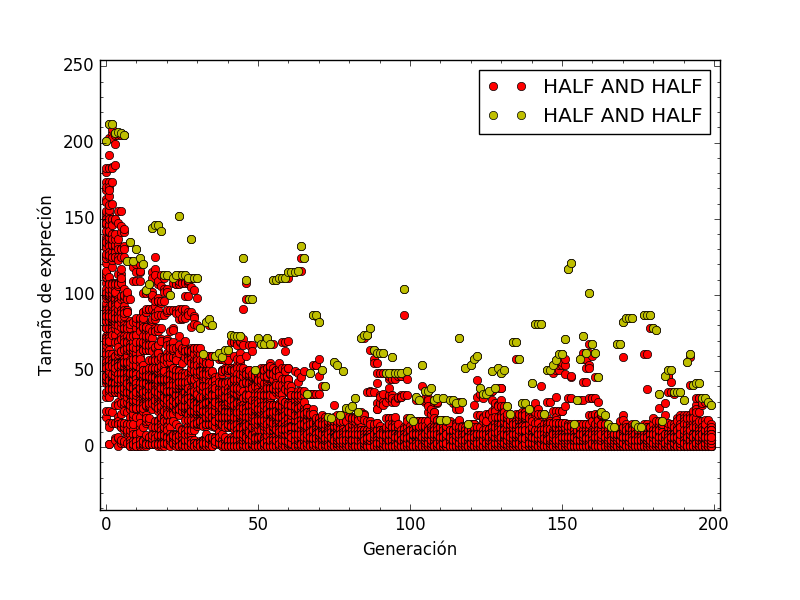 250
200
150
100
50
0
HALF AND HALF
HALF AND HALF
Tamaño de expreción
0
50
100
150
200
Generación